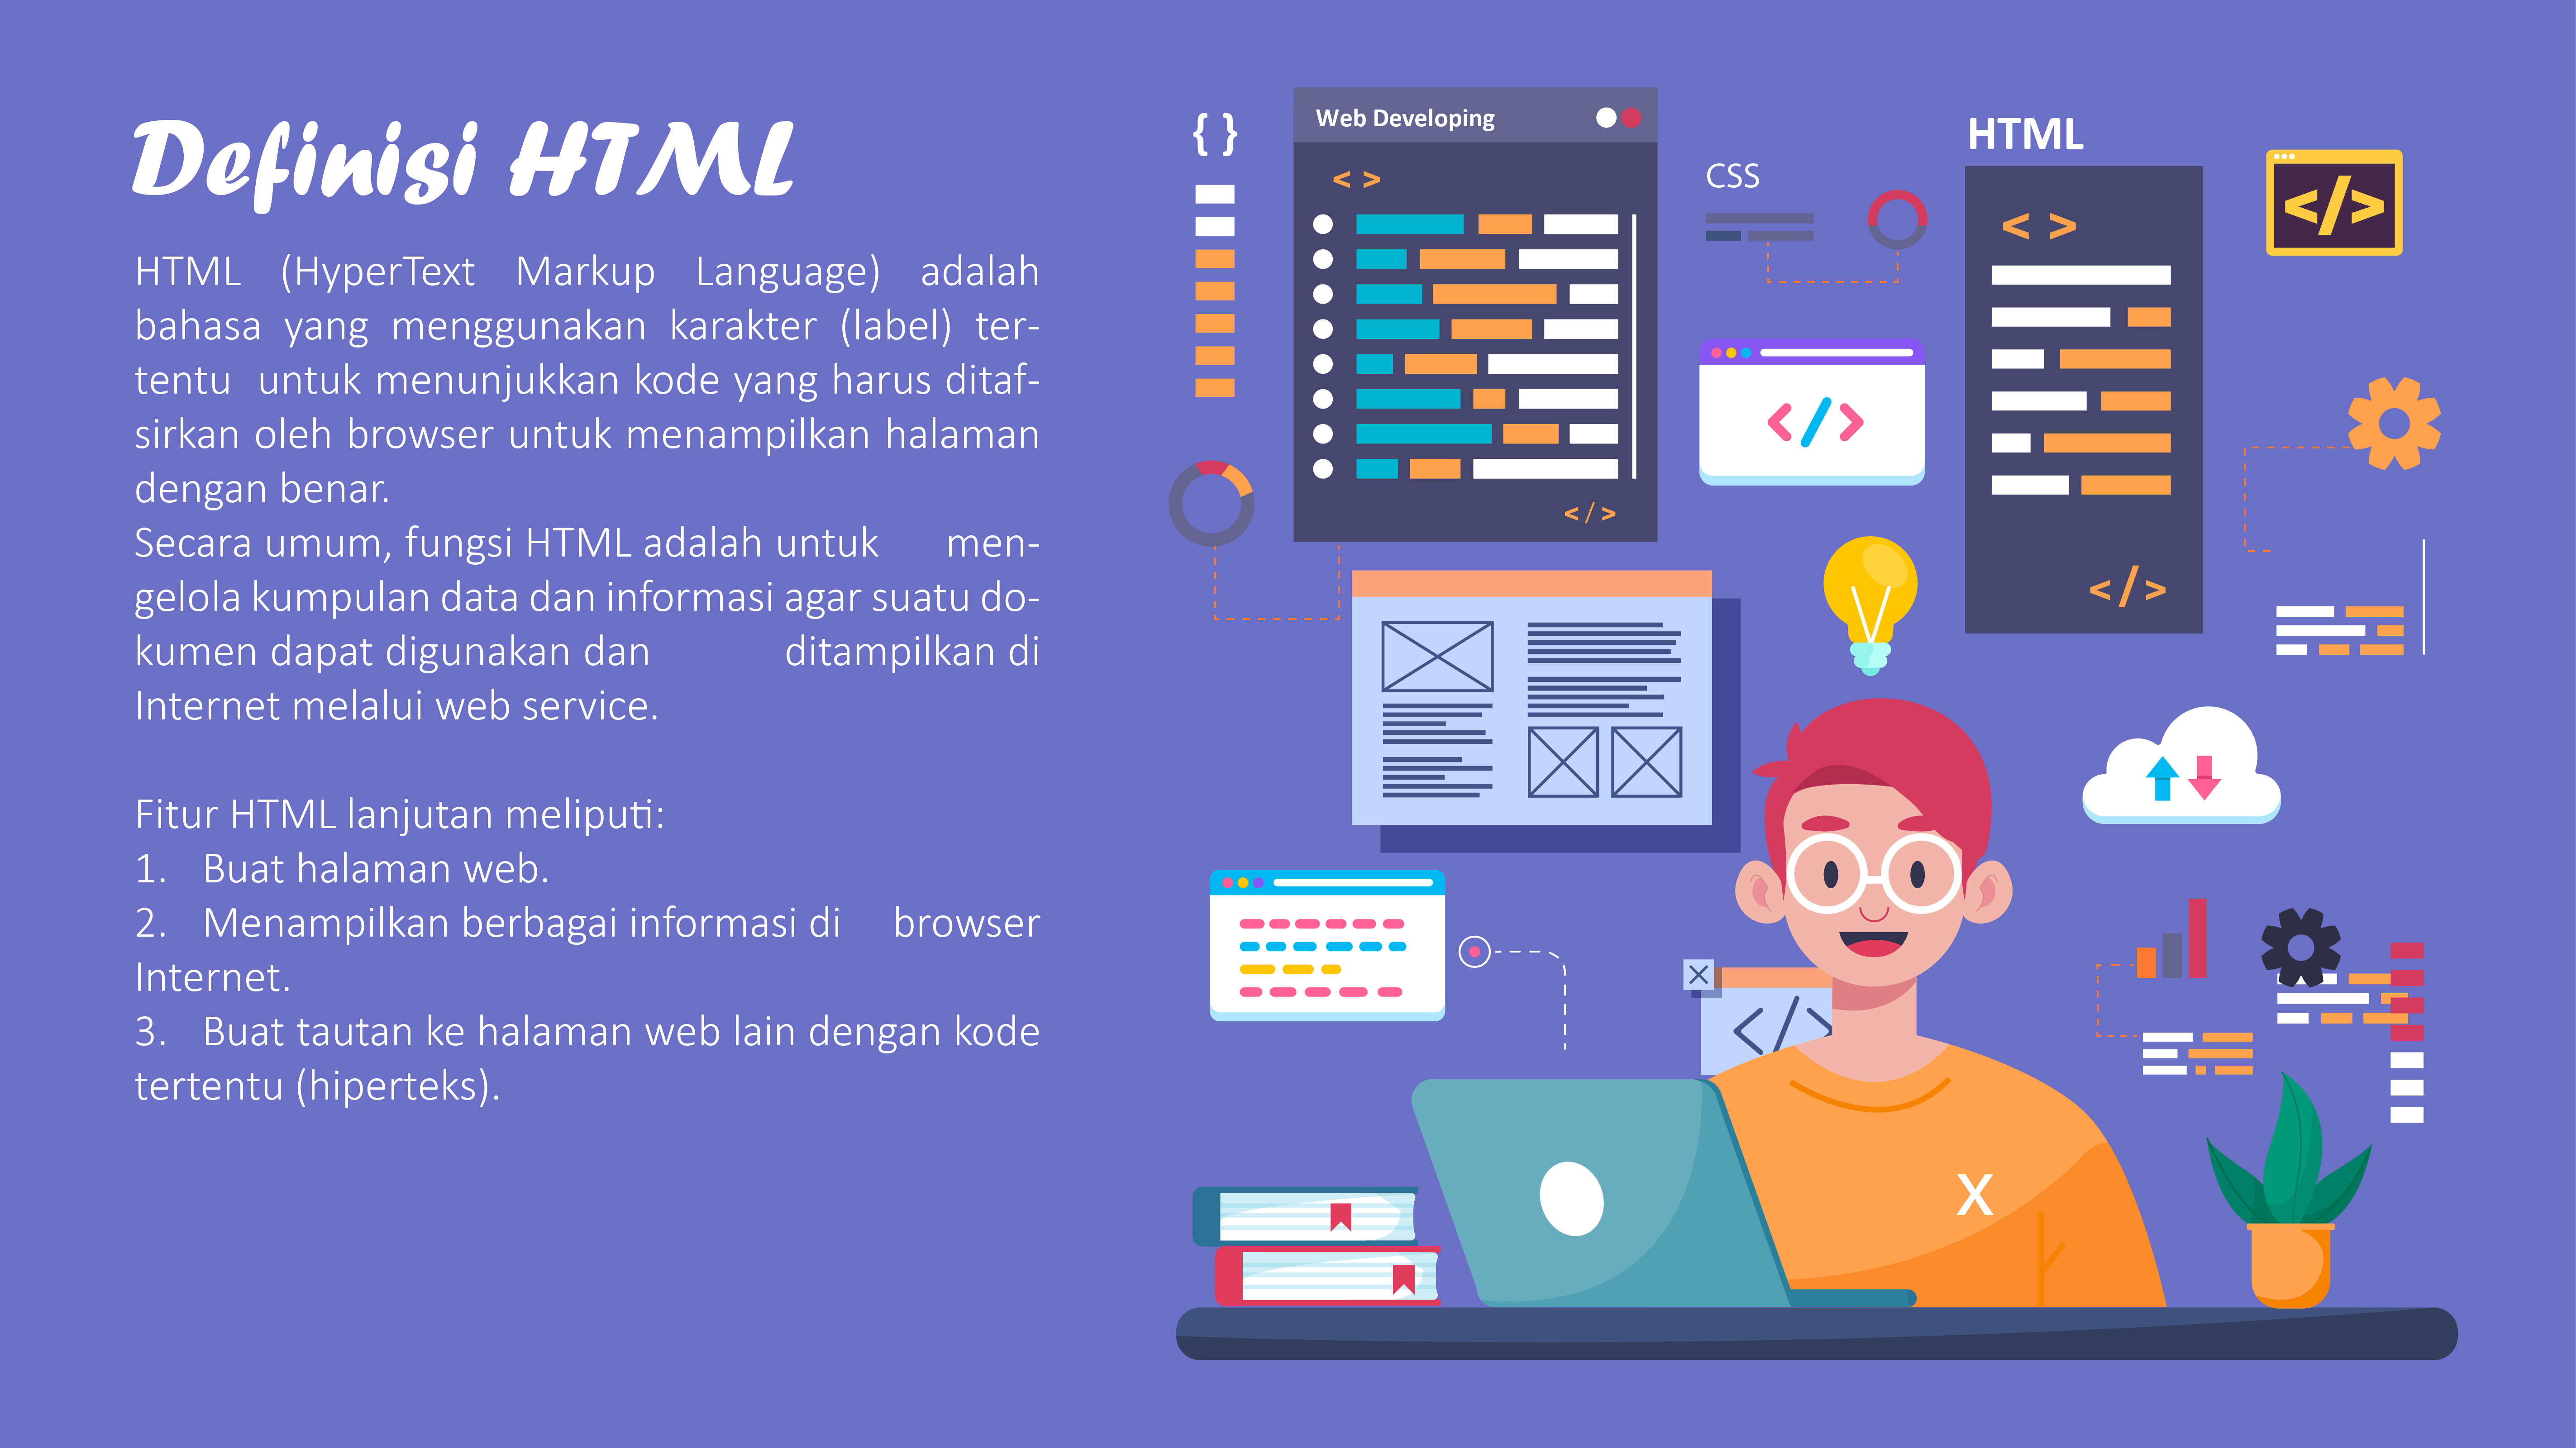 Definisi HTML
HTML (HyperText Markup Language) adalah
bahasa yang menggunakan karakter (label) ter-
tentu untuk menunjukkan kode yang harus ditaf-
sirkan oleh browser untuk menampilkan halaman
dengan benar.
Secara umum, fungsi HTML adalah untuk men-
gelola kumpulan data dan informasi agar suatu do-
kumen dapat digunakan dan ditampilkan di
Internet melalui web service.
Fitur HTML lanjutan meliputi:
1. Buat halaman web.
2. Menampilkan berbagai informasi di browser
Internet.
3. Buat tautan ke halaman web lain dengan kode
tertentu (hiperteks).
{ }
Web Developing
< >
</>
CSS
HTML
< >
</>
</>
</>
</>
X